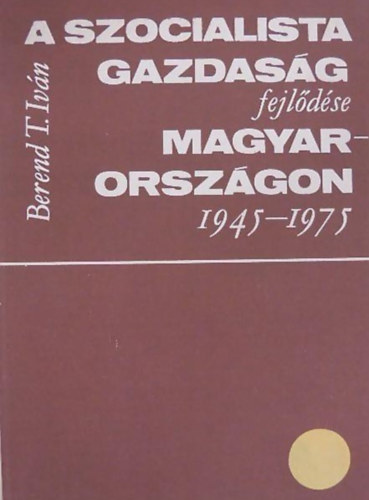 Berend T. Iván
A SZOCIALISTA
GAZDASÁG
fejlődése
MAGYAR-
ORSZÁGON
1945—1975